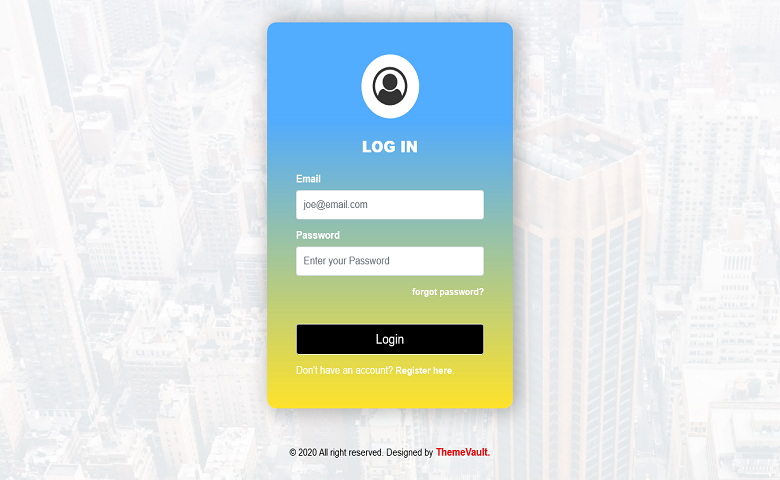 LOG IN
Email
joe@email.com
Password
Enter your Password
forgot password?
Login
Don't have an account? Register here.
© 2020 All right reserved. Designed by ThemeVault.